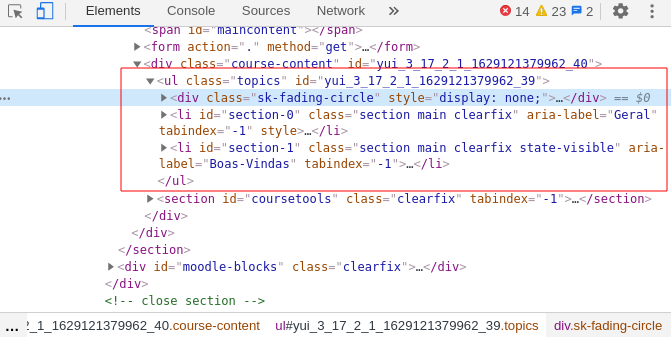 Elements Console Sources Network » 14 23 2
<span id="maincontent"></span>
<form action="." method="get">…</form>
<div class="course-content" id="yui_3_17_2_1_1629121379962_40">
<ul class="topics" id="yui_3_17_2_1_1629121379962_39">
… <div class="sk-fading-circle" style="display: none;">…</div> == $0
<li id="section-0" class="section main clearfix" aria-label="Geral"
tabindex="-1" style>…</li>
<li id="section-1" class="section main clearfix state-visible" aria-
label="Boas-Vindas" tabindex="-1">…</li>
</ul>
<section id="coursetools" class="clearfix" tabindex="-1">…</section>
</div>
</div>
</section>
<div id="moodle-blocks" class="clearfix">…</div>
</div>
<!-- close section -->
… 2_1_1629121379962_40.course-content ul#yui_3_17_2_1_1629121379962_39.topics div.sk-fading-circle